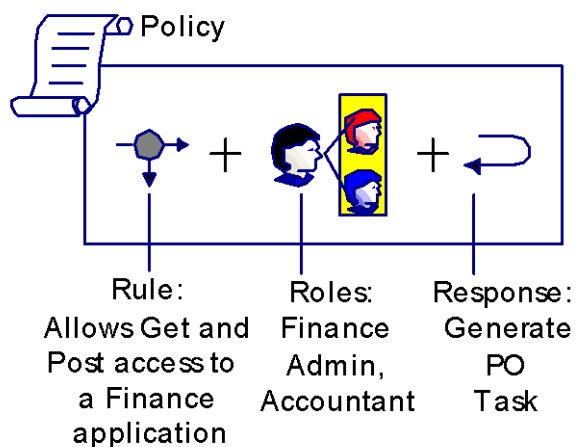 Policy
+
+
Rule:
Allows Get and
Post access to
a Finance
application
Roles:
Finance
Admin,
Accountant
Response:
Generate
PO
Task